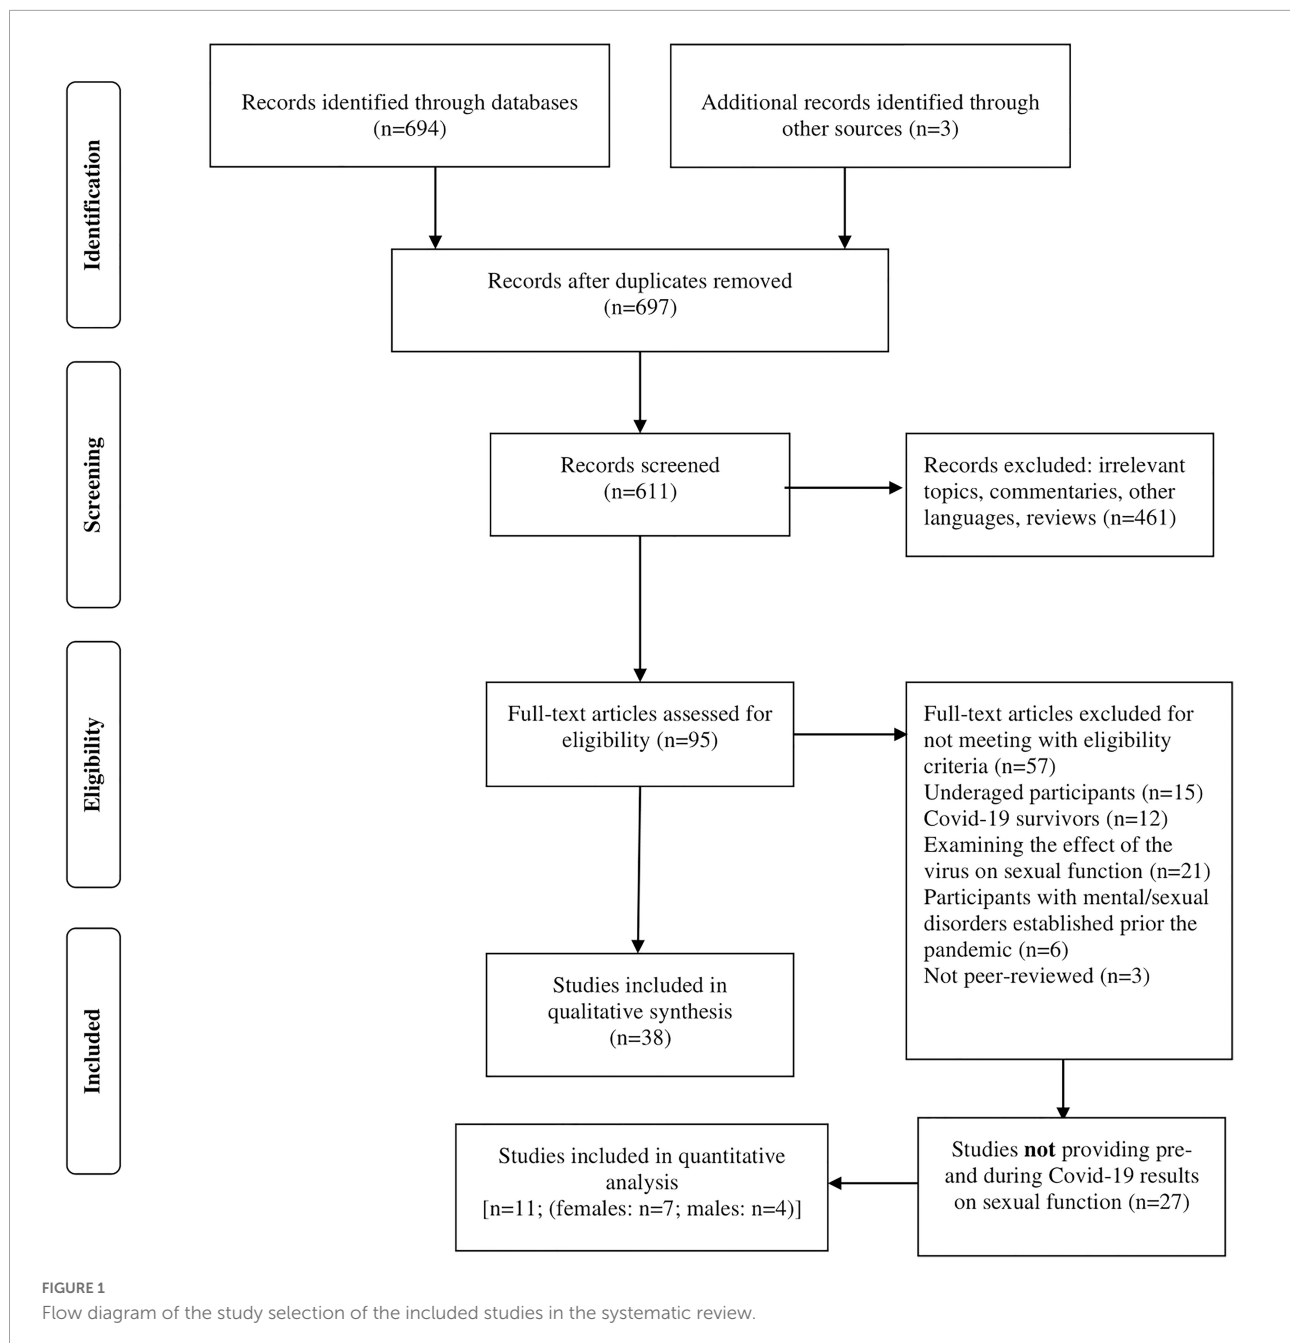 Records identified through databases
(n=694)
Additional records identified through
other sources (n=3)
Identification
Records after duplicates removed
(n=697)
Screening
Records screened
(n=611)
Records excluded: irrelevant
topics, commentaries, other
languages, reviews (n=461)
Eligibility
Full-text articles assessed for
eligibility (n=95)
Full-text articles excluded for
not meeting with eligibility
criteria (n=57)
Underaged participants (n=15)
Covid-19 survivors (n=12)
Examining the effect of the
virus on sexual function (n=21)
Participants with mental/sexual
disorders established prior the
pandemic (n=6)
Not peer-reviewed (n=3)
Included
Studies included in
qualitative synthesis
(n=38)
Studies not providing pre-
and during Covid-19 results
on sexual function (n=27)
Studies included in quantitative
analysis
[n=11; (females: n=7; males: n=4)]
FIGURE 1
Flow diagram of the study selection of the included studies in the systematic review.